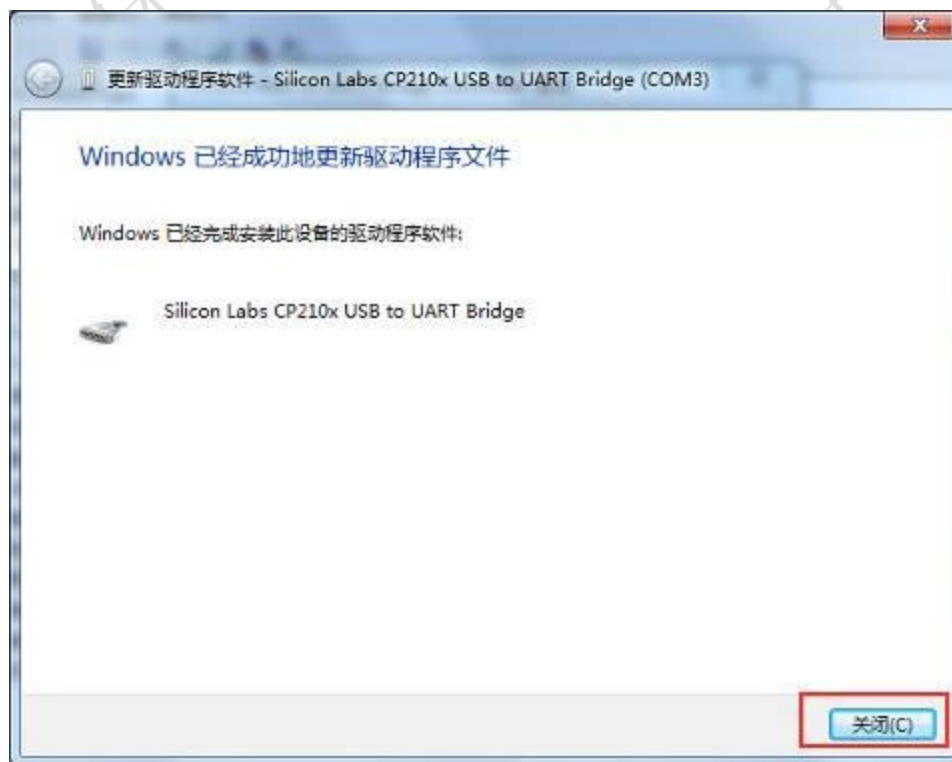 更新驱动程序软件 - Silicon Labs CP210x USB to UART Bridge (COM3)
Windows 已经成功地更新驱动程序文件
Windows 已经完成安装此设备的驱动程序软件:
Silicon Labs CP210x USB to UART Bridge
关闭(C)